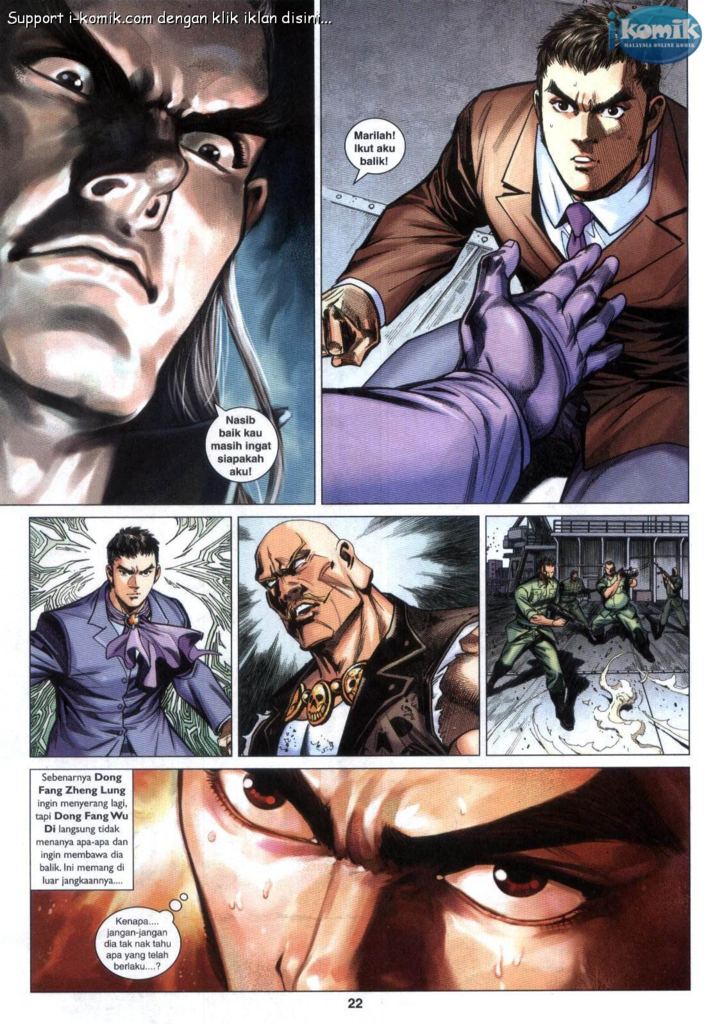 Support i-komik.com dengan klik iklan disini...
i komik
MALAYSIA ONLINE KOMIK
Nasib
baik kau
masih ingat
siapakah
aku!
Marilah!
Ikut aku
balik!
Sebenarnya Dong
Fang Zheng Lung
ingin menyerang lagi,
tapi Dong Fang Wu
Di langsung tidak
menanya apa-apa dan
ingin membawa dia
balik. Ini memang di
luar jangkaannya....
Kenapa....
jangan-jangan
dia tak nak tahu
apa yang telah
berlaku....?
22